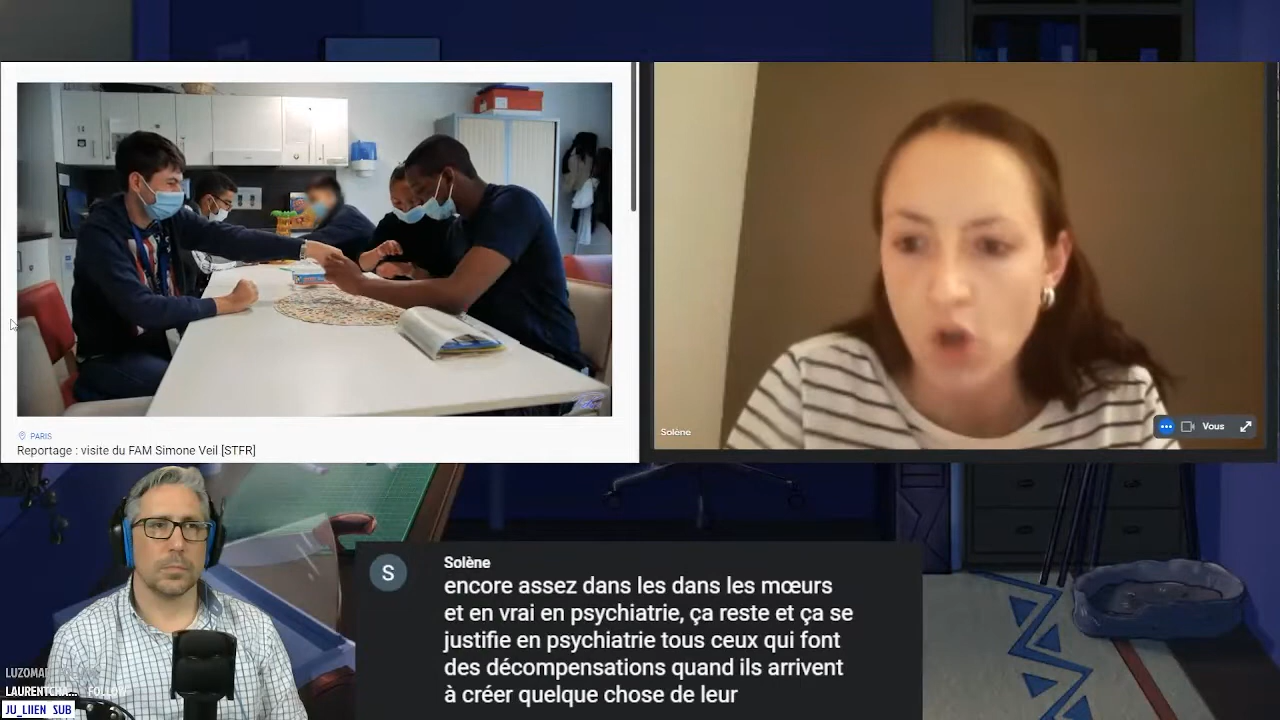 PARIS
Reportage : visite du FAM Simone Veil [STFR]
Solène
Vous
S
Solène
encore assez dans les dans les mœurs
et en vrai en psychiatrie, ça reste et ça se
justifie en psychiatrie tous ceux qui font
des décompensations quand ils arrivent
à créer quelque chose de leur
JU_LIIEN SUB